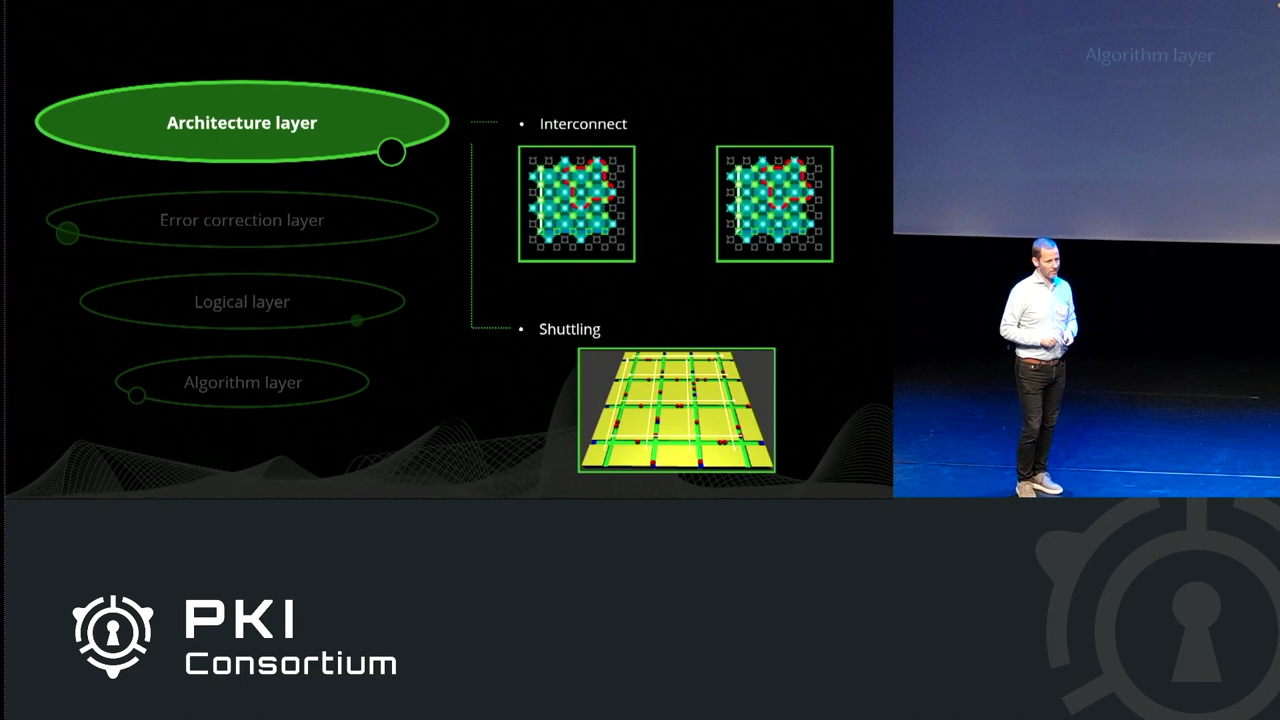 Architecture layer
Error correction layer
Logical layer
Algorithm layer
• Interconnect
• Shuttling
Algorithm layer
PKI
Consortium